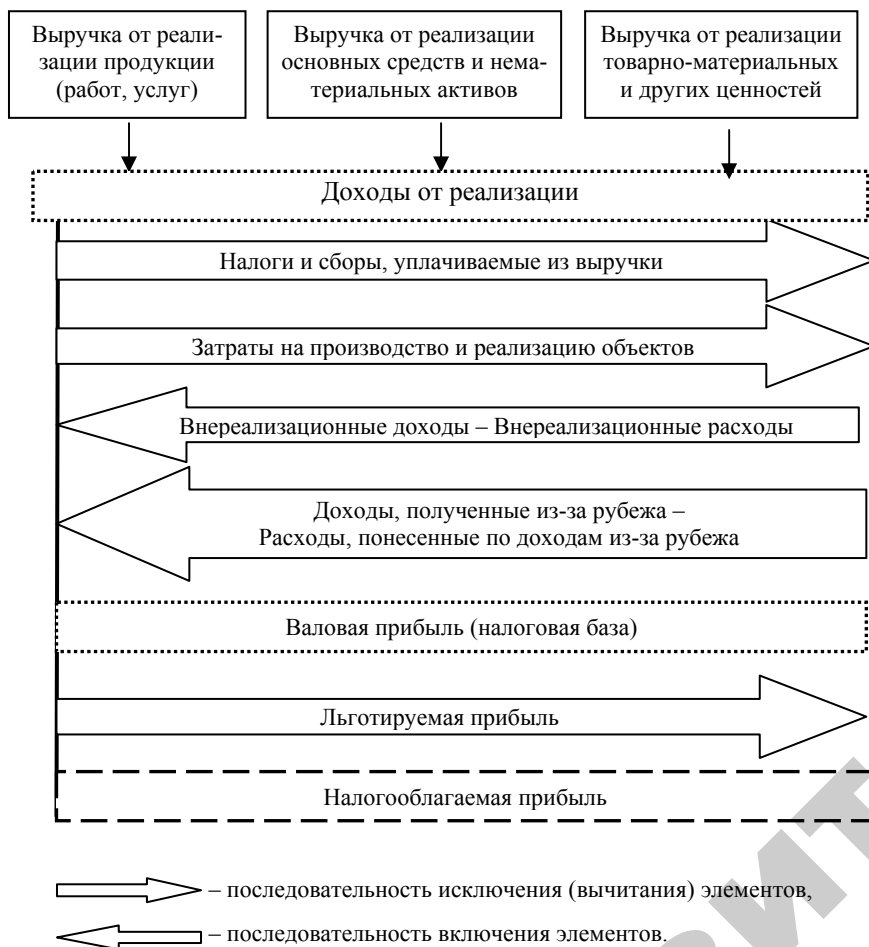 Выручка от реали-
зации продукции
(работ, услуг)
Выручка от реализации
основных средств и нема-
териальных активов
Выручка от реализации
товарно-материальных
и других ценностей
Доходы от реализации
Налоги и сборы, уплачиваемые из выручки
Затраты на производство и реализацию объектов
Внереализационные доходы – Внереализационные расходы
Доходы, полученные из-за рубежа –
Расходы, понесенные по доходам из-за рубежа
Валовая прибыль (налоговая база)
Льготируемая прибыль
Налогооблагаемая прибыль
– последовательность исключения (вычитания) элементов,
– последовательность включения элементов.